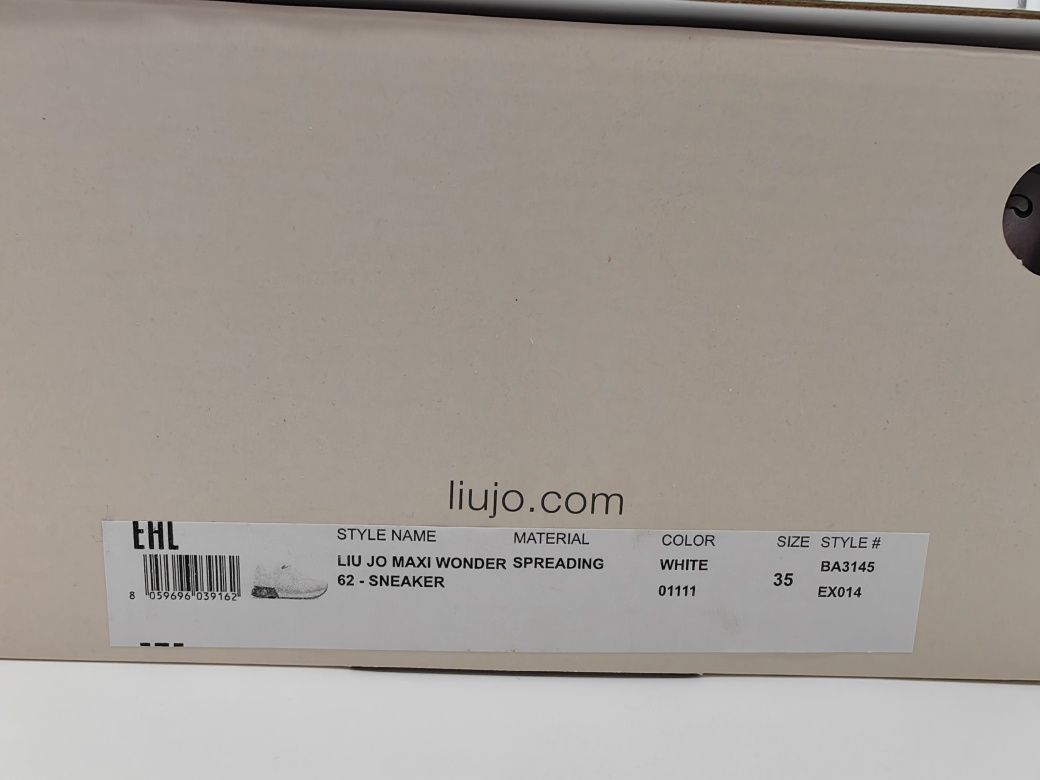 liujo.com
STYLE NAME MATERIAL COLOR SIZE STYLE #
LIU JO MAXI WONDER SPREADING WHITE 35 BA3145
62 - SNEAKER 01111 EX014
8 059696 039162